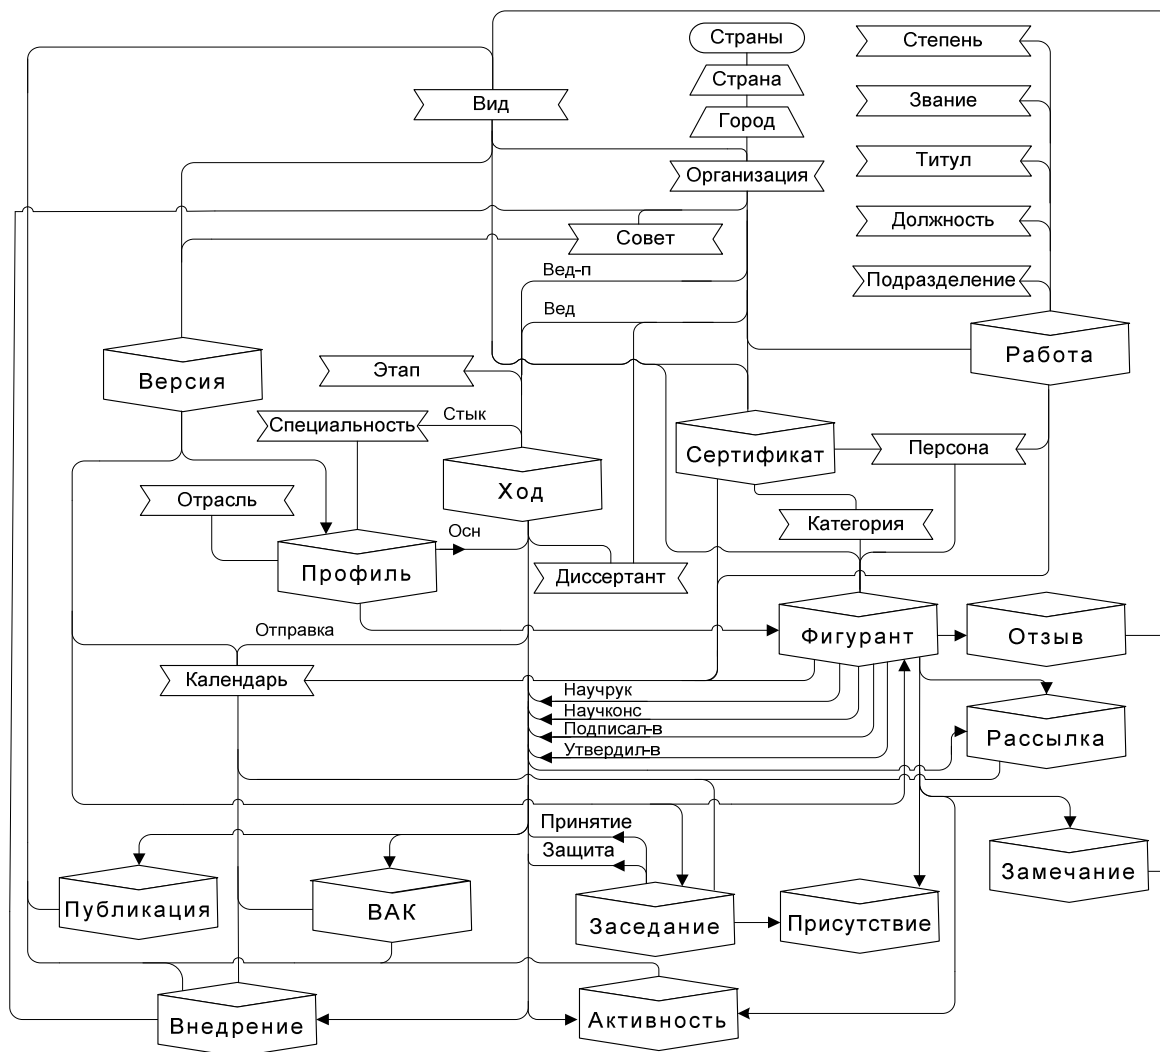 Страны
Степень
Страна
Вид
Звание
Город
Титул
Организация
Должность
Совет
Вед-п
Подразделение
Вед
Работа
Этап
Версия
Стык
Специальность
Персона
Сертификат
Ход
Отрасль
Категория
Осн
Профиль
Диссертант
Отправка
Фигурант
Отзыв
Календарь
Научрук
Научконс
Подписал-в
Рассылка
Утвердил-в
Принятие
Защита
Замечание
Публикация
ВАК
Заседание
Присутствие
Внедрение
Активность